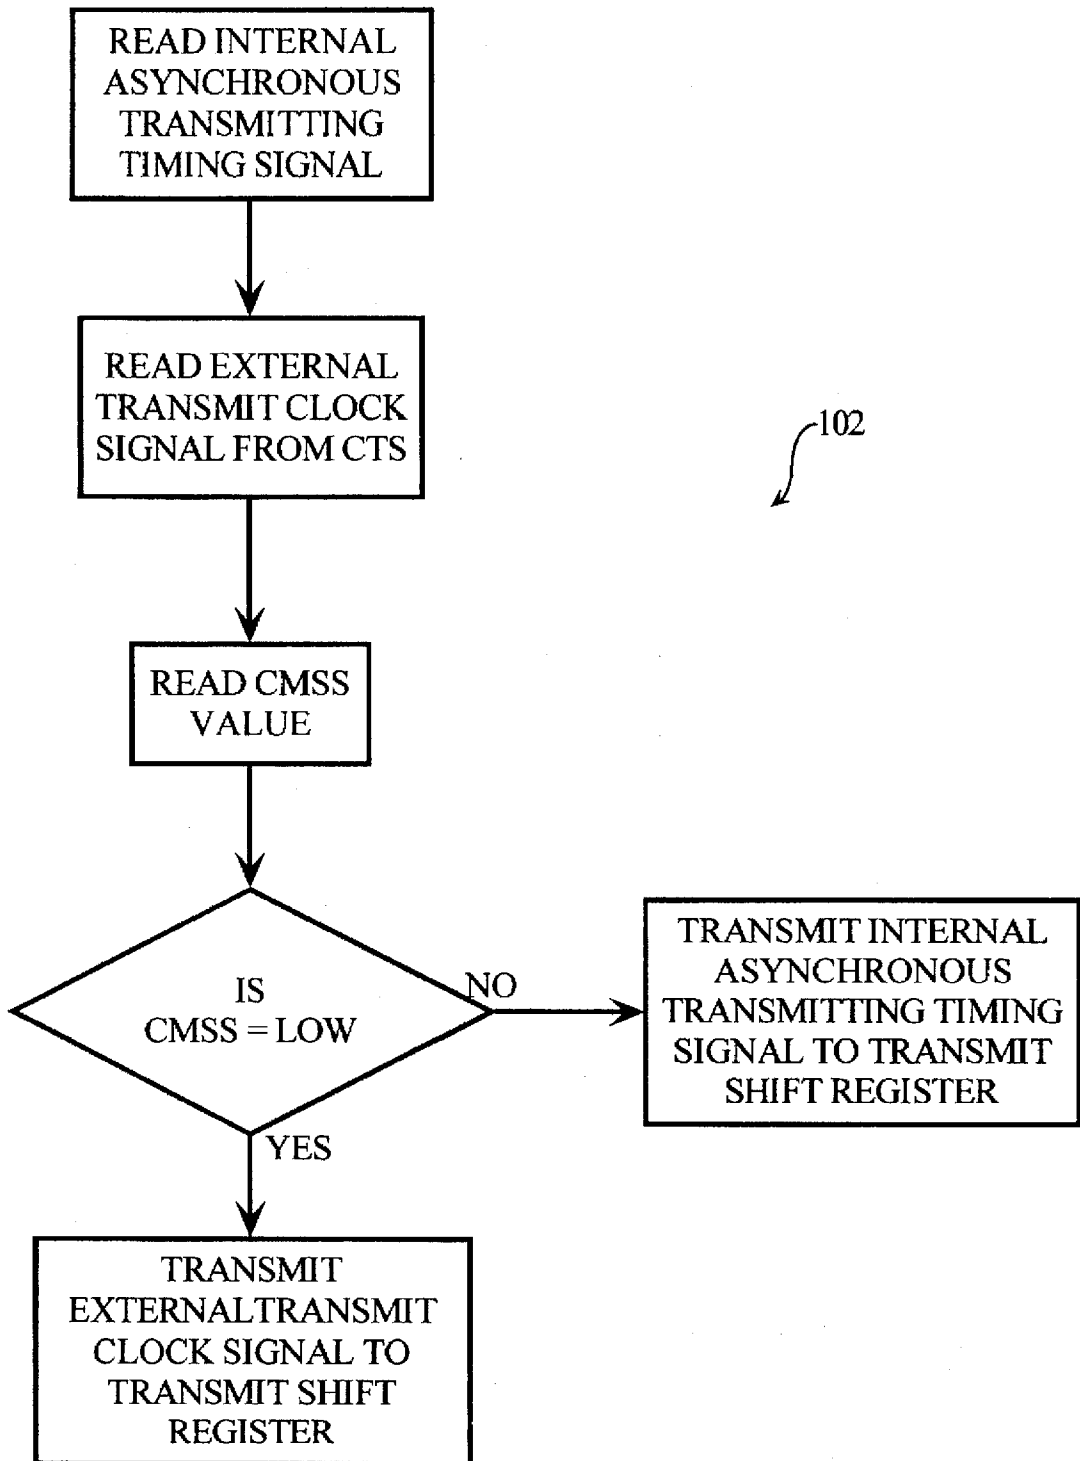 READ INTERNAL
ASYNCHRONOUS
TRANSMITTING
TIMING SIGNAL
READ EXTERNAL
TRANSMIT CLOCK
SIGNAL FROM CTS
102
READ CMSS
VALUE
IS
CMSS = LOW
NO
TRANSMIT INTERNAL
ASYNCHRONOUS
TRANSMITTING TIMING
SIGNAL TO TRANSMIT
SHIFT REGISTER
YES
TRANSMIT
EXTERNALTRANSMIT
CLOCK SIGNAL TO
TRANSMIT SHIFT
REGISTER